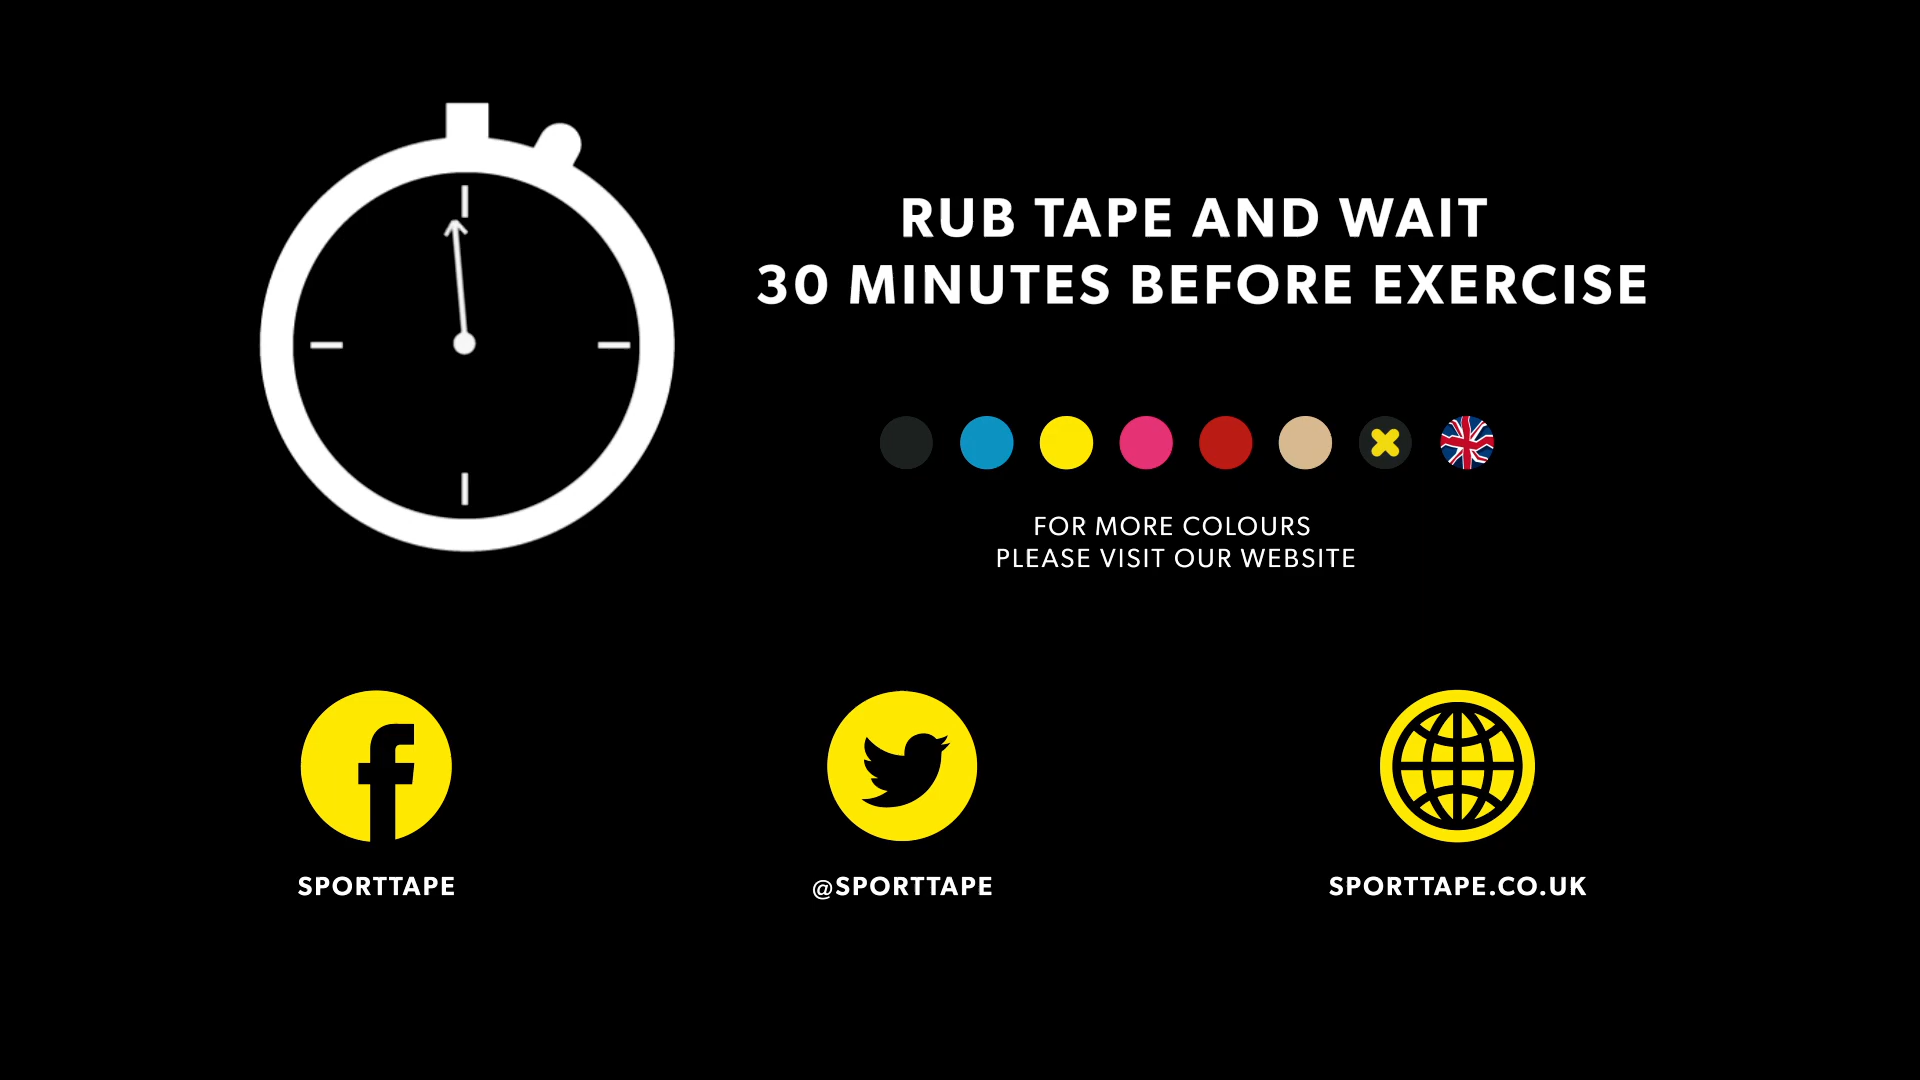 RUB TAPE AND WAIT
30 MINUTES BEFORE EXERCISE
FOR MORE COLOURS
PLEASE VISIT OUR WEBSITE
SPORTTAPE
@SPORTTAPE
SPORTTAPE.CO.UK